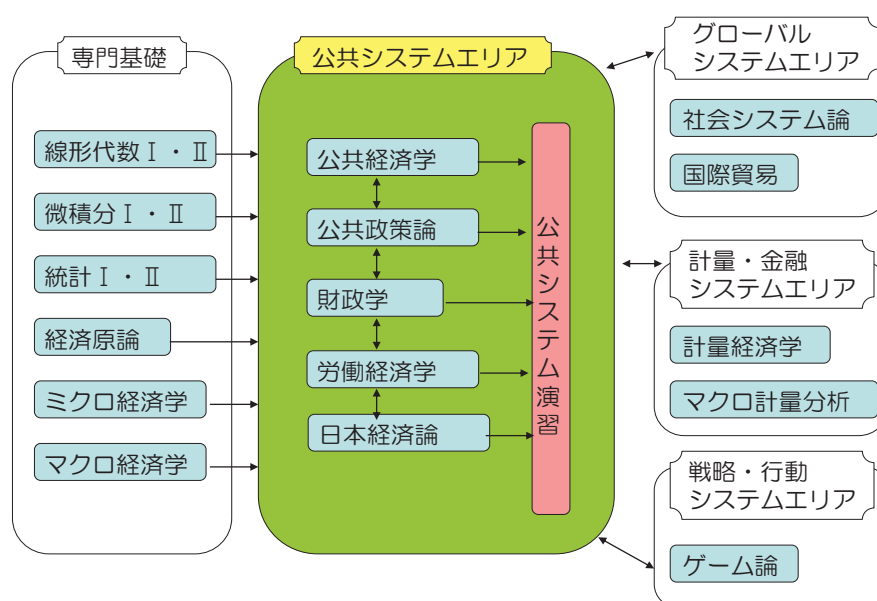 専門基礎
線形代数Ⅰ・Ⅱ
微積分Ⅰ・Ⅱ
統計Ⅰ・Ⅱ
経済原論
ミクロ経済学
マクロ経済学
公共システムエリア
公共経済学
公共政策論
財政学
労働経済学
日本経済論
公共システム演習
グローバル
システムエリア
社会システム論
国際貿易
計量・金融
システムエリア
計量経済学
マクロ計量分析
戦略・行動
システムエリア
ゲーム論